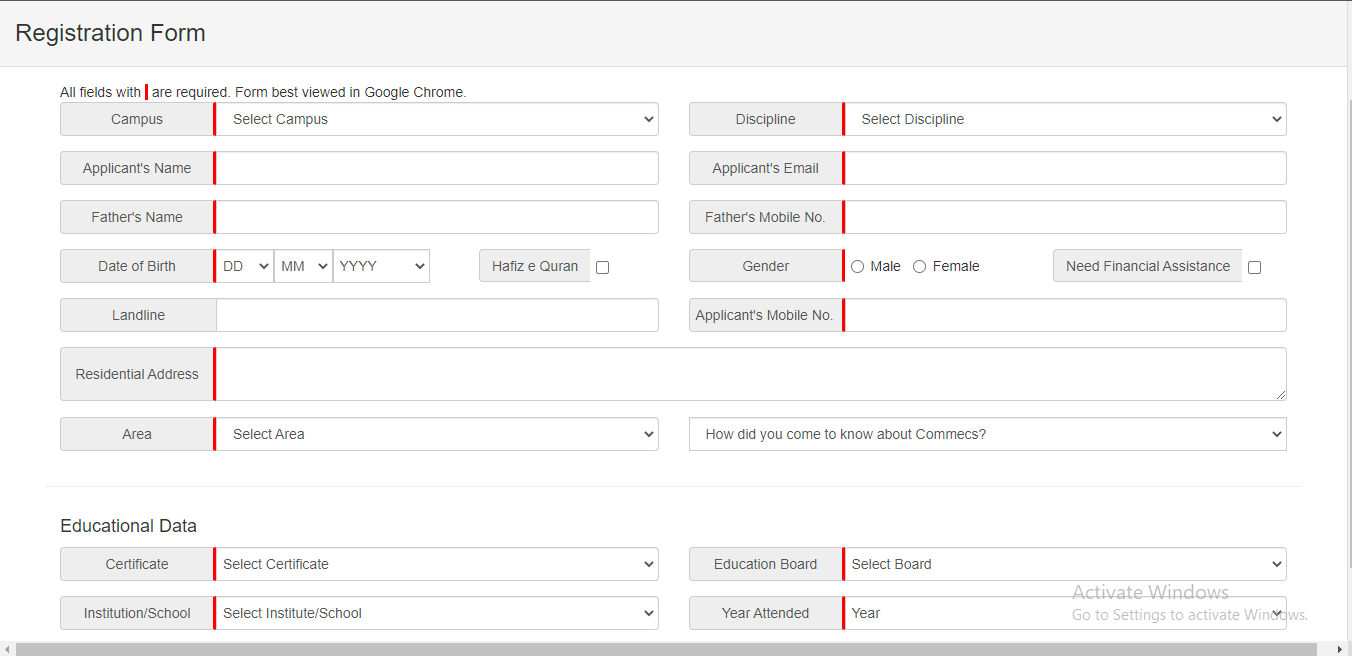 Registration Form
All fields with are required. Form best viewed in Google Chrome.
Campus Select Campus Discipline Select Discipline
Applicant's Name Applicant's Email
Father's Name Father's Mobile No.
Date of Birth DD MM YYYY Hafiz e Quran Gender Male Female Need Financial Assistance
Landline Applicant's Mobile No.
Residential Address
Area Select Area How did you come to know about Commecs?
Educational Data
Certificate Select Certificate Education Board Select Board
Institution/School Select Institute/School Year Attended Year
Activate Windows
Go to Settings to activate Windows.